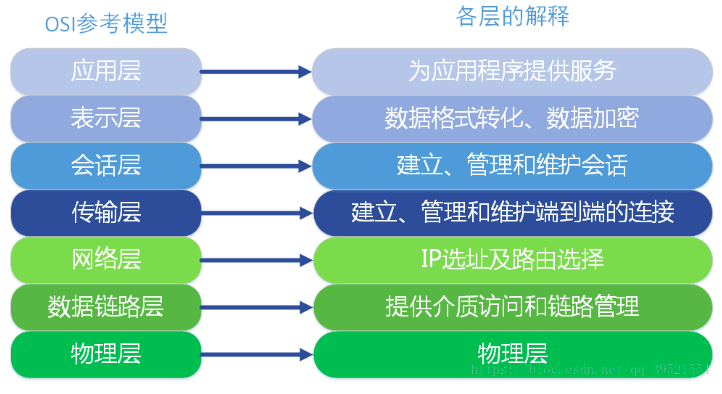 OSI参考模型
各层的解释
应用层
为应用程序提供服务
表示层
数据格式转化、数据加密
会话层
建立、管理和维护会话
传输层
建立、管理和维护端到端的连接
网络层
IP选址及路由选择
数据链路层
提供介质访问和链路管理
物理层
物理层
https://blog.csdn.net/qq_39521554